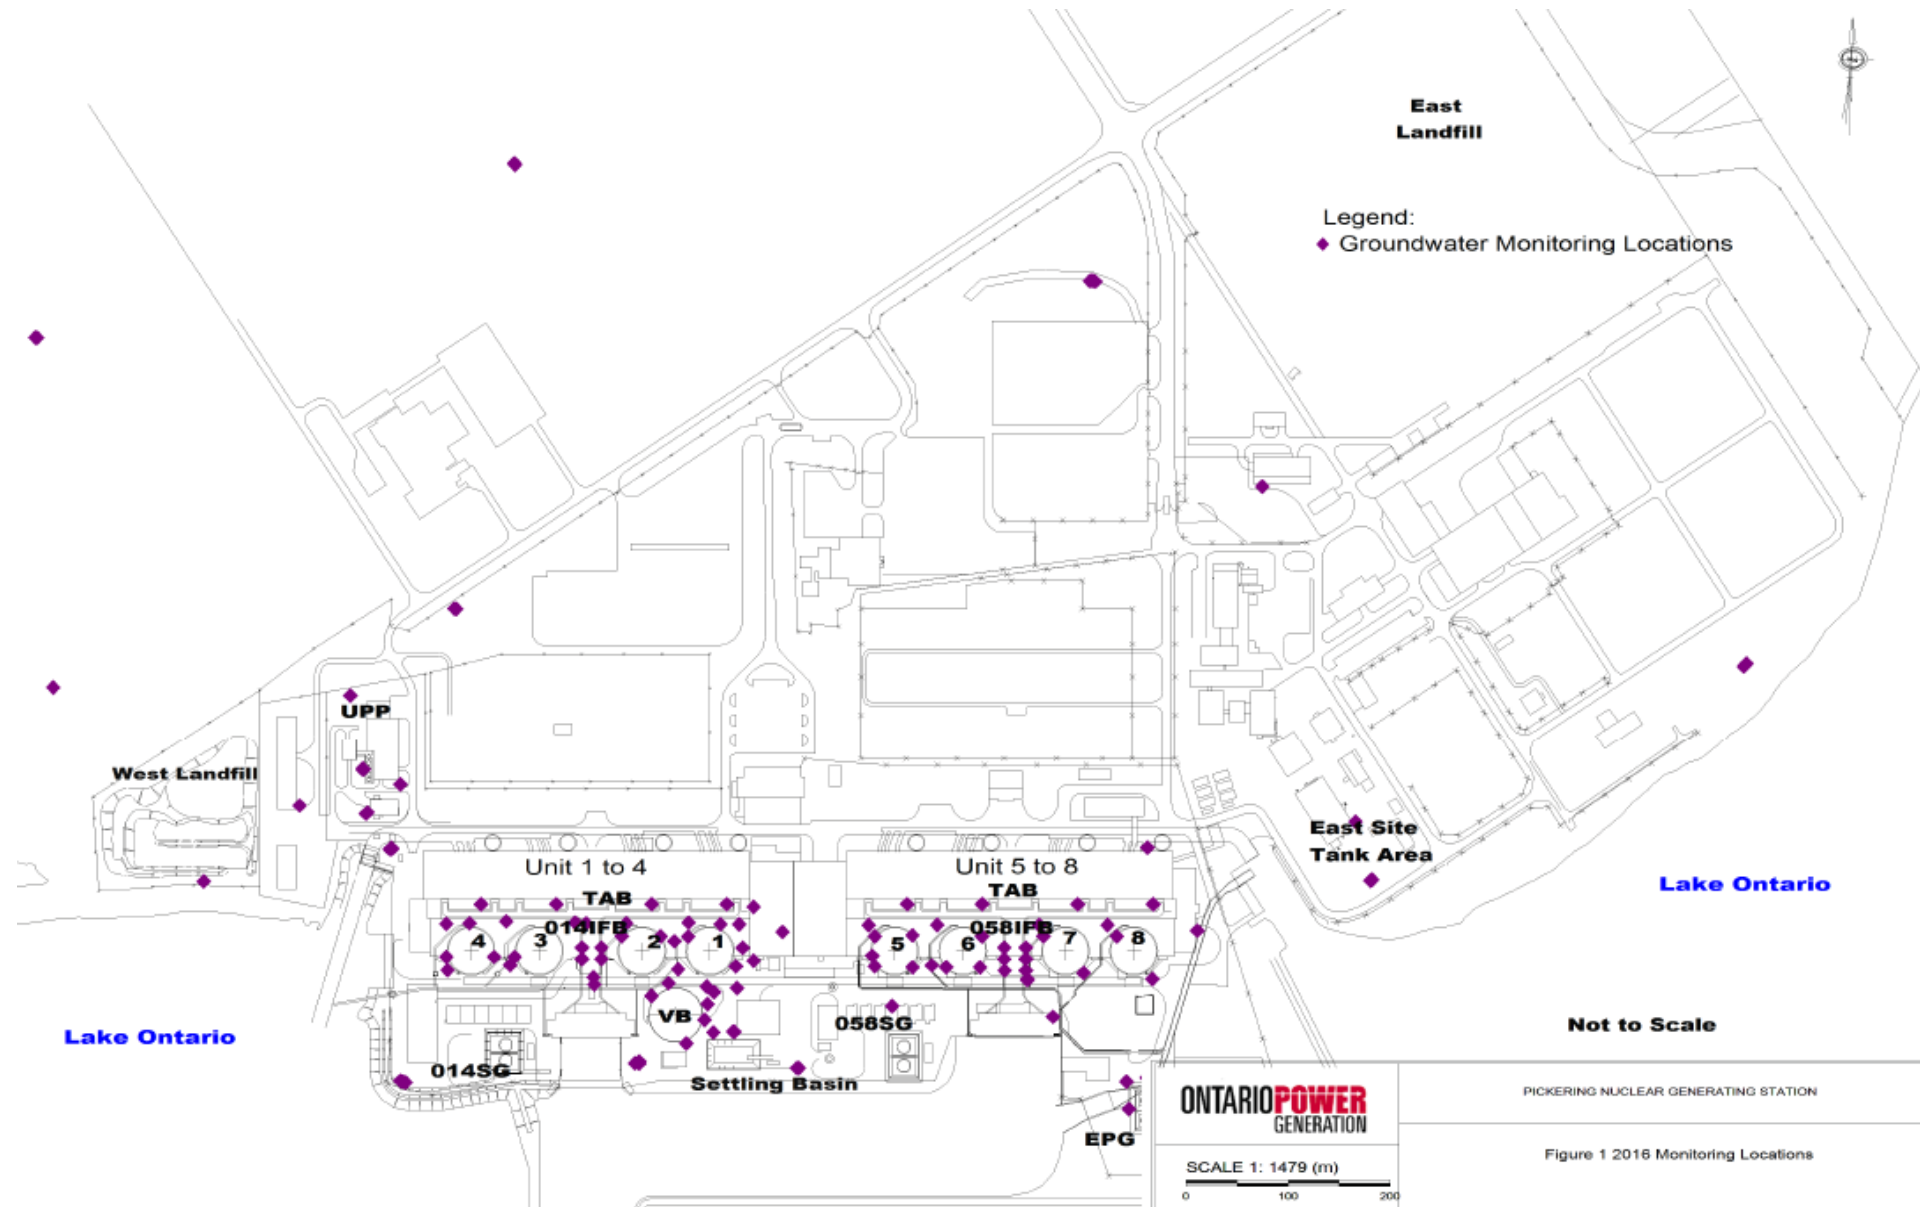 East
Landfill
Legend:
Groundwater Monitoring Locations
UPP
West Landfill
East Site
Tank Area
Unit 1 to 4
Unit 5 to 8
TAB
TAB
Lake Ontario
014IFB
058IFB
4
3
2
1
5
6
7
8
VB
058SG
Not to Scale
Lake Ontario
014SG
Settling Basin
EPG
ONTARIOPOWER
GENERATION
PICKERING NUCLEAR GENERATING STATION
Figure 1 2016 Monitoring Locations
SCALE 1: 1479 (m)
0 100 200